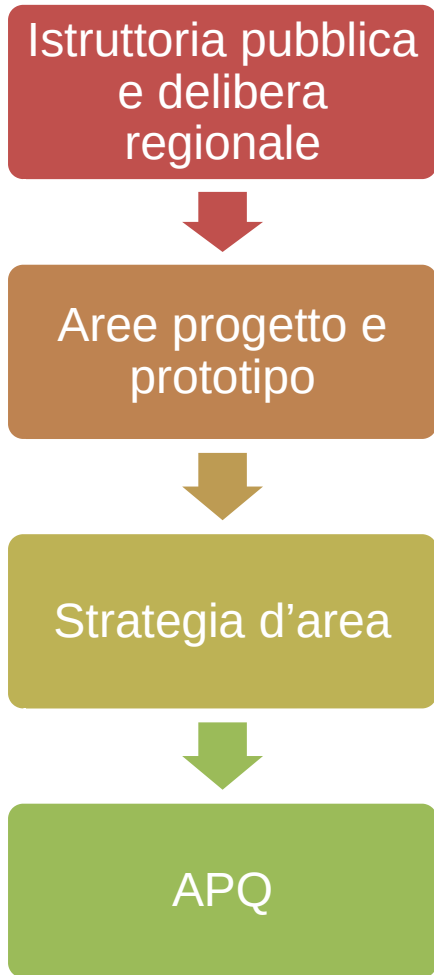 Istruttoria pubblica
e delibera
regionale
Aree progetto e
prototipo
Strategia d’area
APQ